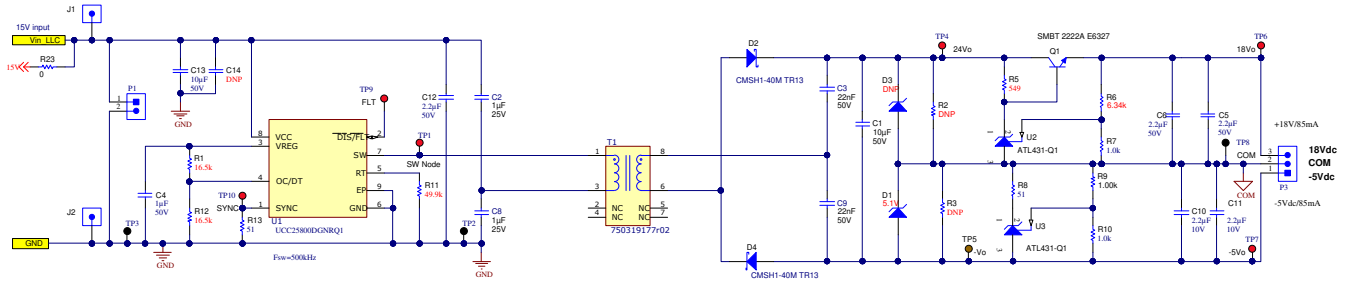 J1
15V input
Vin_LLC
15V
R23
0
P1
1
2
C13
10µF
50V
C14
DNP
GND
C12
2.2µF
50V
C2
1µF
25V
TP9
FLT
8
VCC
3
VREG
4
OC/DT
1
SYNC
DIS/FLT
2
SW
7
RT
5
EP
9
GND
6
U1
UCC25800DGNRQ1
Fsw=500kHz
TP1
SW Node
R11
49.9k
R1
16.5k
R12
16.5k
C4
1µF
50V
TP10
SYNC
R13
51
J2
GND
TP3
GND
TP2
C8
1µF
25V
GND
T1
1
8
3
6
2
NC
NC
5
4
NC
NC
7
750319177r02
D2
CMSH1-40M TR13
D4
CMSH1-40M TR13
C3
22nF
50V
C9
22nF
50V
C1
10µF
50V
D3
DNP
D1
5.1V
R2
DNP
R3
DNP
TP4
24Vo
SMBT 2222A E6327
Q1
R5
549
1
2
3
U2
ATL431-Q1
R6
6.34k
R7
1.0k
R8
51
1
2
3
U3
ATL431-Q1
R9
1.00k
R10
1.0k
TP5
-Vo
C6
2.2µF
50V
C5
2.2µF
50V
C10
2.2µF
10V
C11
2.2µF
10V
TP6
18Vo
TP8
COM
COM
TP7
-5Vo
+18V/85mA
3
2
1
P3
18Vdc
COM
-5Vdc
-5Vdc/85mA